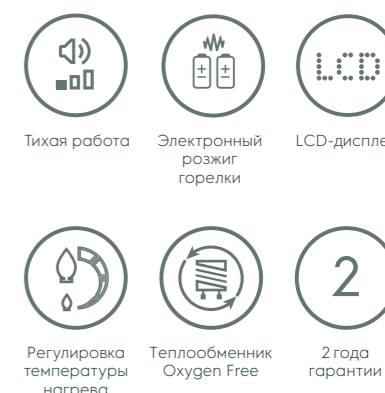 LCD
Тихая работа
Электронный
розжиг
горелки
LCD-диспле
2
Регулировка
температуры
нагрева
Теплообменник
Oxygen Free
2 года
гарантии